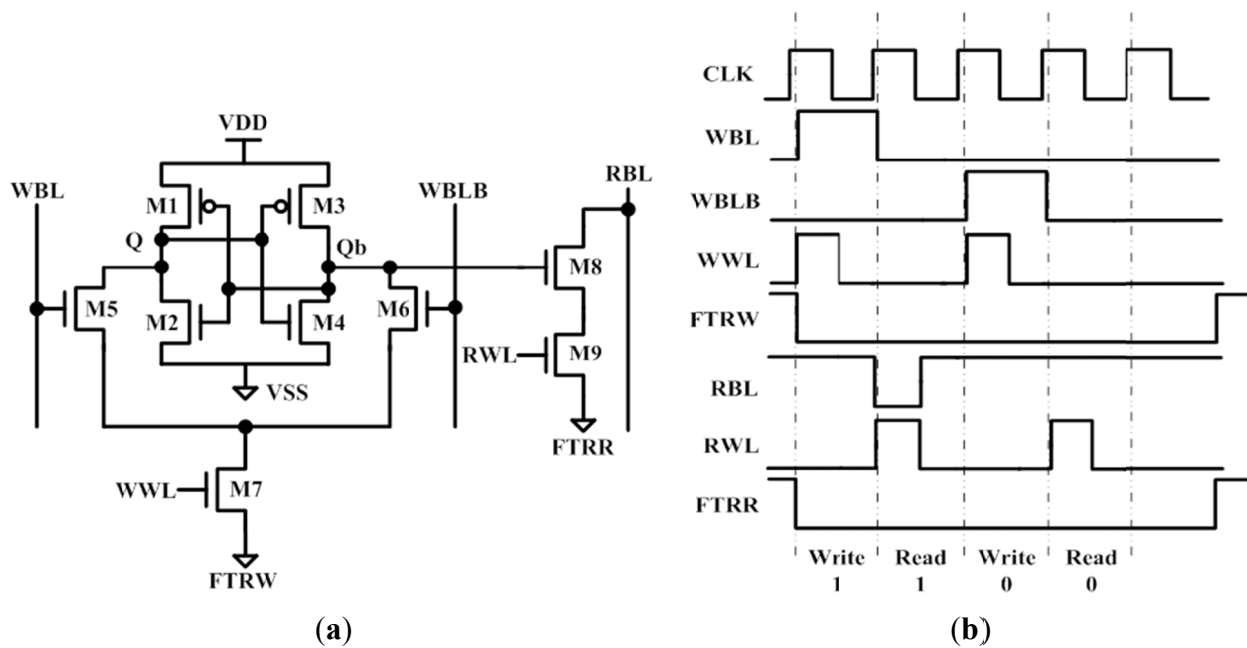 VDD
WBL
WBLB
RBL
M1
M3
Q
Qb
M8
M5
M2
M4
M6
RWL
M9
VSS
FTRR
WWL
M7
FTRW
(a)
CLK
WBL
WBLB
WWL
FTRW
RBL
RWL
FTRR
Write Read Write Read
1 1 0 0
(b)